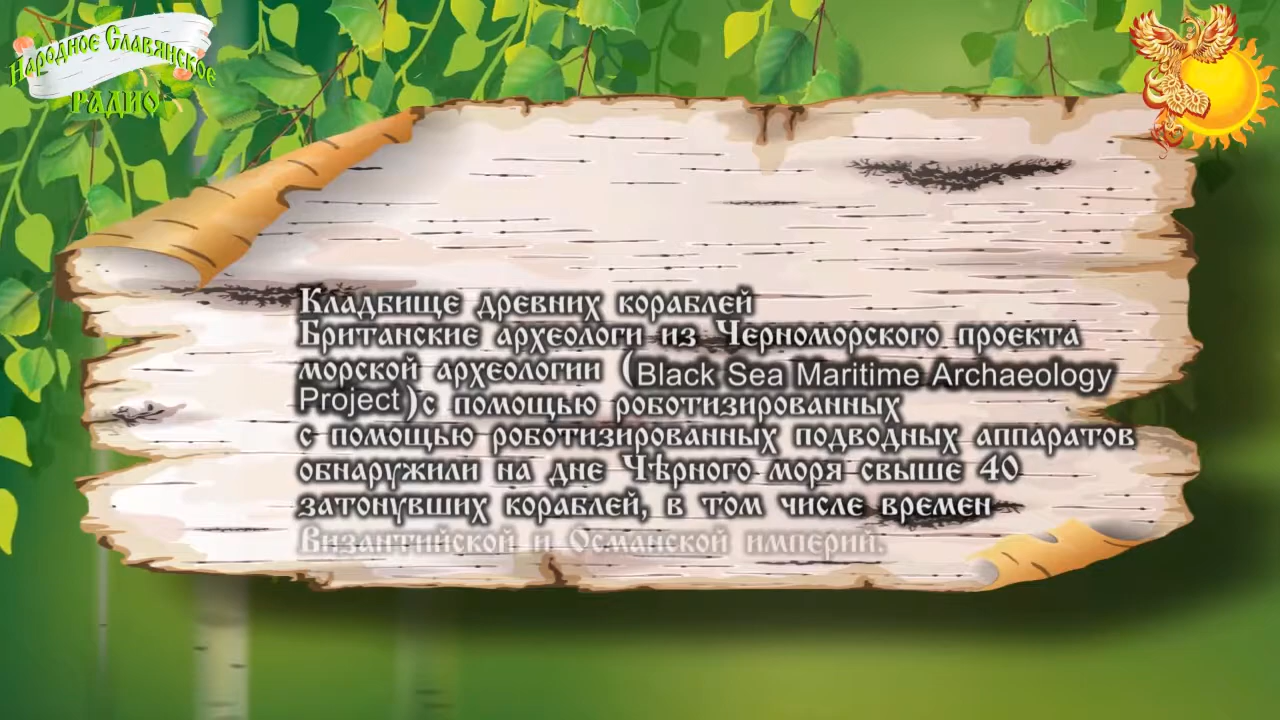 Народное Славянское
РАДИО
Кладбище древних кораблей
Британские археологи из Черноморского проекта
морской археологии (Black Sea Maritime Archaeology
Project)с помощью роботизированных
с помощью роботизированных подводных аппаратов
обнаружили на дне Чѣрного моря свыше 40
затонувших кораблей, в том числе времен
Византийской и Османской империй.